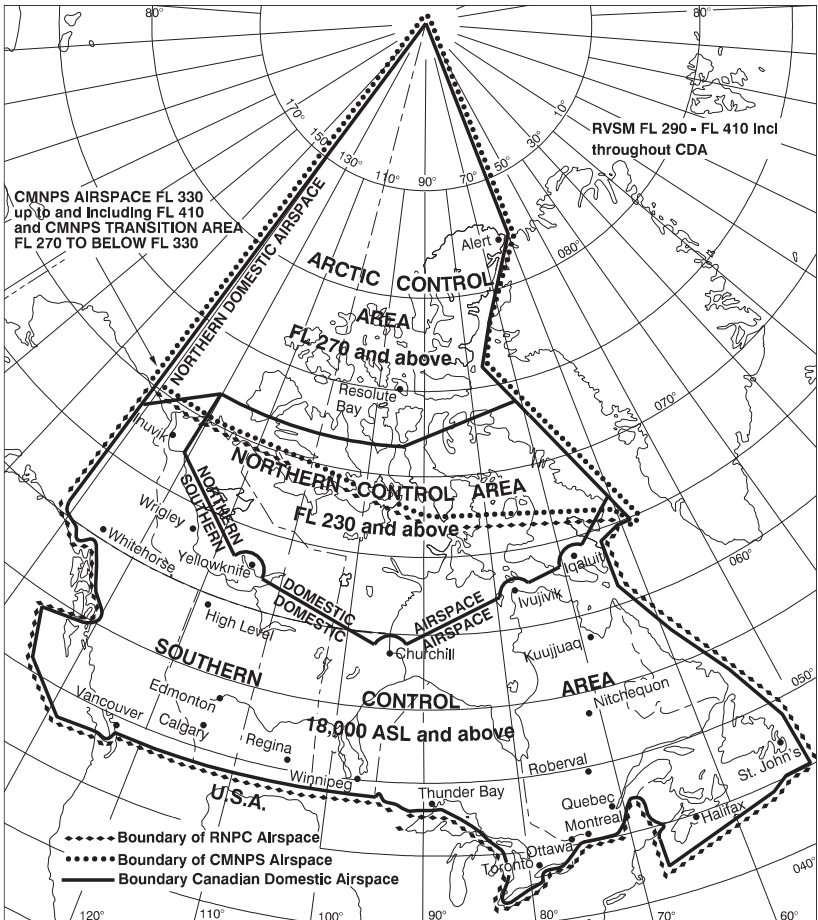 80°
80°
170°
150°
130°
110°
90°
70°
50°
30°
10°
RVSM FL 290 - FL 410 incl
throughout CDA
CMNPS AIRSPACE FL 330
up to and Including FL 410
and CMNPS TRANSITION AREA
FL 270 TO BELOW FL 330
NORTHERN DOMESTIC AIRSPACE
Alert
080°
ARCTIC CONTROL
AREA
FL 270 and above
Resolute
Bay
070°
Inuvik
NORTHERN CONTROL AREA
FL 230 and above
NORTHERN
SOUTHERN
Wrigley
Whitehorse
Yellowknife
Iqaluit
060°
DOMESTIC
DOMESTIC
AIRSPACE
AIRSPACE
Ivujivik
High Level
Churchill
Kuujjuaq
SOUTHERN
CONTROL
AREA
18,000 ASL and above
Edmonton
Vancouver
Calgary
Nitchequon
050°
Regina
Winnipeg
Roberval
St. John's
U.S.A.
Thunder Bay
Quebec
Montreal
Halifax
Ottawa
Toronto
Boundary of RNPC Airspace
Boundary of CMNPS Airspace
Boundary Canadian Domestic Airspace
040°
120°
110°
100°
90°
80°
70°
60°